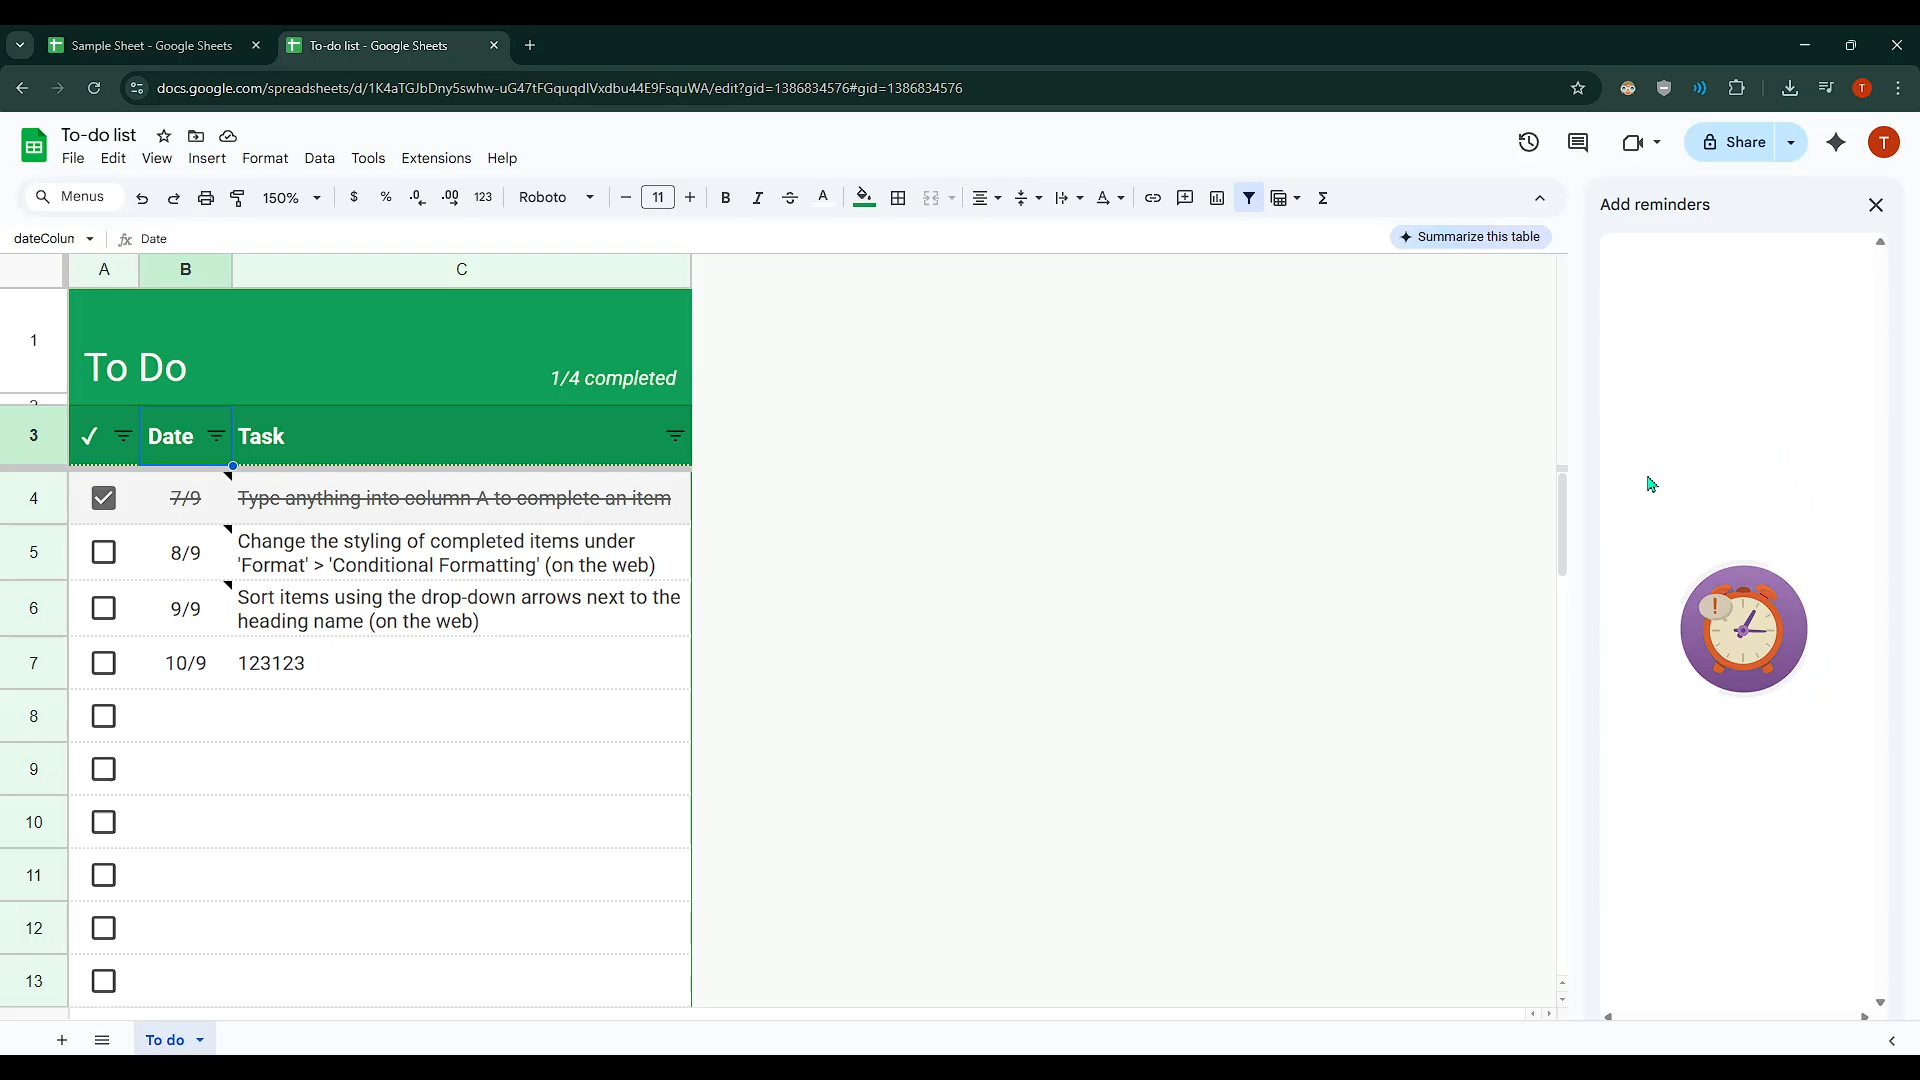 Sample Sheet - Google Sheets
To-do list - Google Sheets
docs.google.com/spreadsheets/d/1K4aTGJbDny5swhw-uG47tFGquqdlVxdbu44E9FsquWA/edit?gid=1386834576#gid=1386834576
T
To-do list
File Edit View Insert Format Data Tools Extensions Help
Share
T
Menus
150%
$ % .0 .00 123
Roboto
11
B I A
Add reminders
dateColun
fx Date
Summarize this table
A B C
1
To Do
1/4 completed
2
3
✓ Date Task
4 7/9 Type anything into column A to complete an item
5 8/9 Change the styling of completed items under
'Format' > 'Conditional Formatting' (on the web)
6 9/9 Sort items using the drop-down arrows next to the
heading name (on the web)
7 10/9 123123
8
9
10
11
12
13
To do